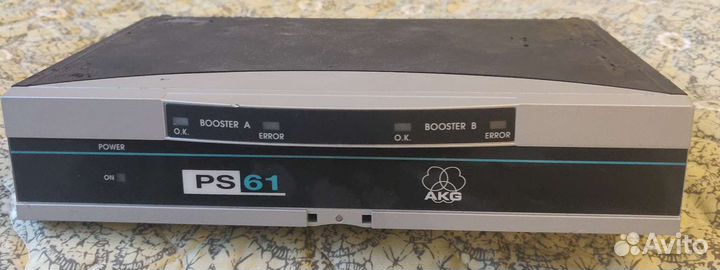 BOOSTER A
BOOSTER B
O.K.
ERROR
O.K.
ERROR
POWER
ON
PS 61
AKG
Avito